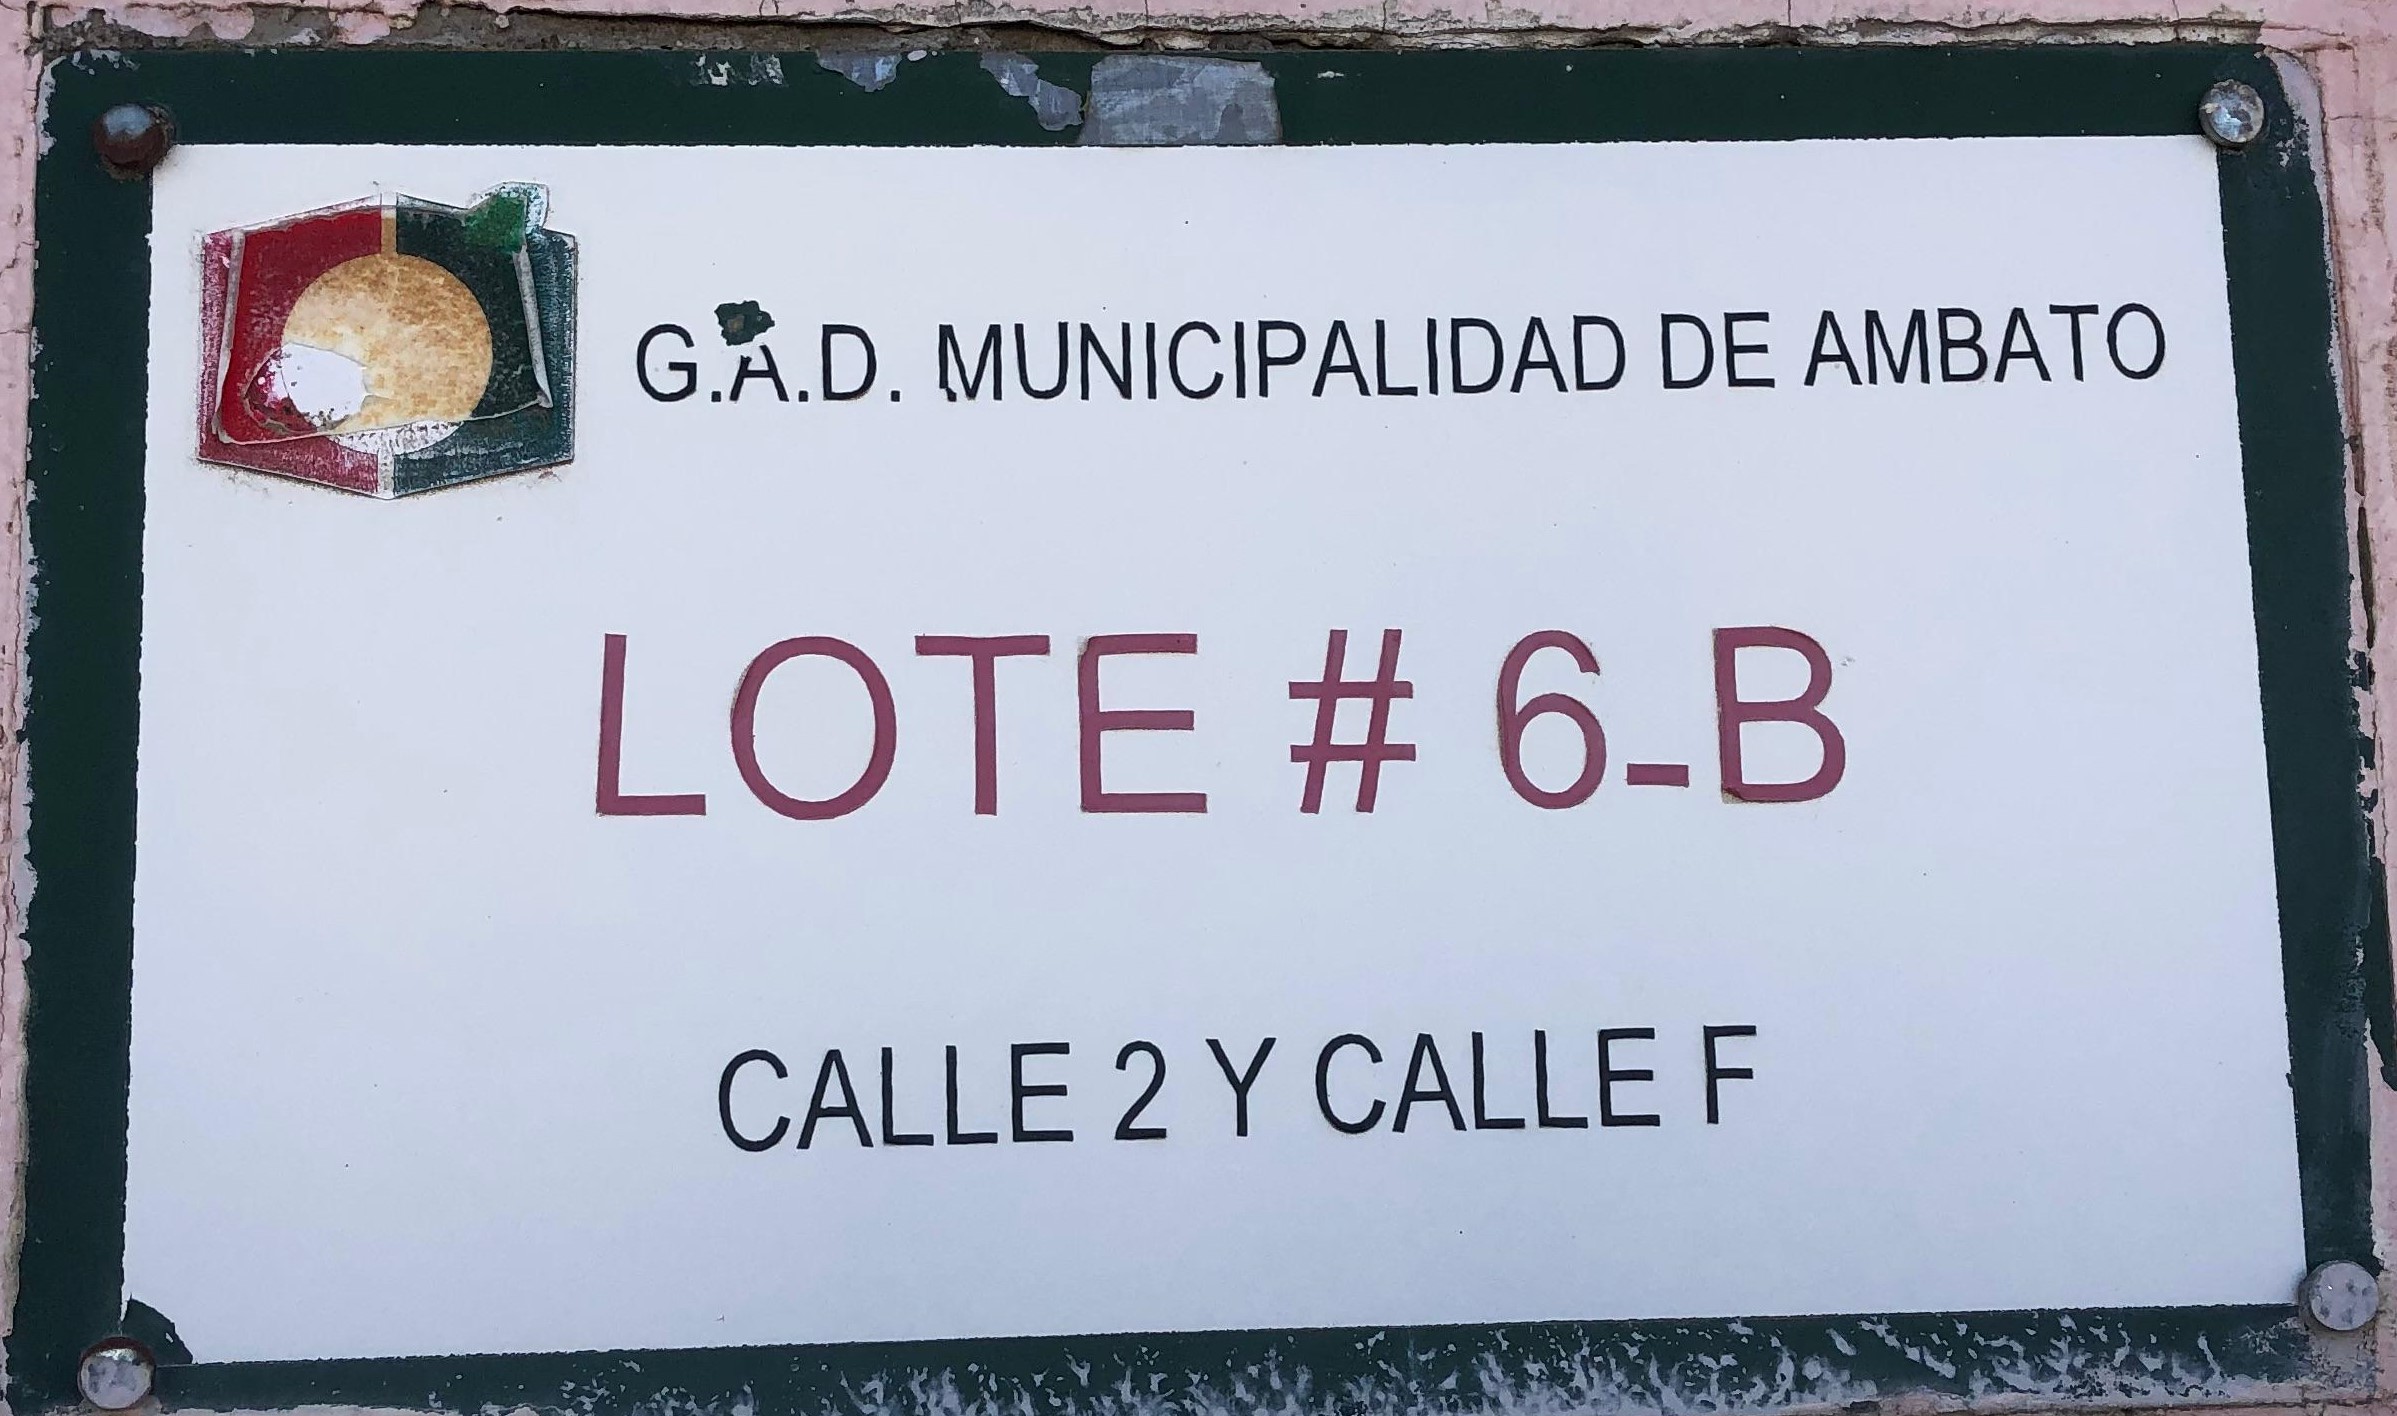 G.A.D. MUNICIPALIDAD DE AMBATO
LOTE # 6-B
CALLE 2 Y CALLE F